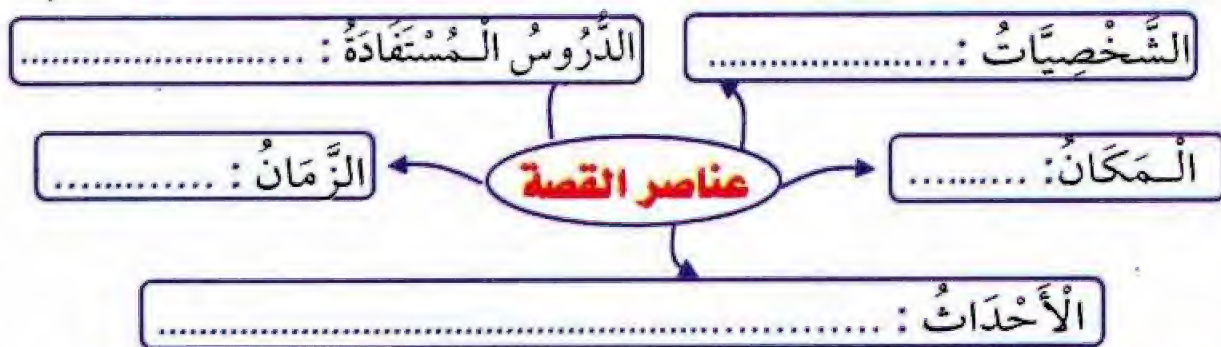 الشَّخْصِيَّاتُ : ......................
الدُّرُوسُ الْـمُسْتَفَادَةُ : ............................
الْـمَكَانُ: ..........
عناصر القصة
الزَّمَانُ : .............
الْأَحْدَاثُ : ........................................................